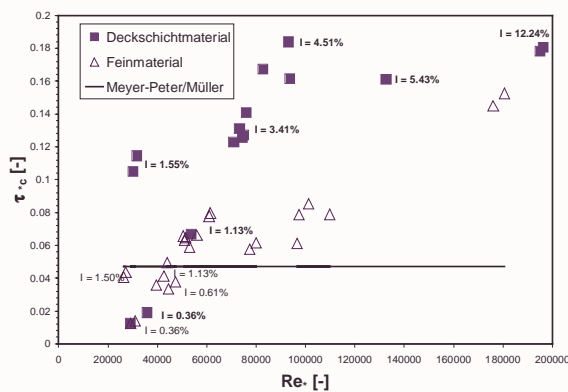 0.2
0.18
0.16
0.14
0.12
0.1
0.08
0.06
0.04
0.02
0
τ*c [-]
Deckschichtmaterial
Feinmaterial
Meyer-Peter/Müller
I = 4.51%
I = 12.24%
I = 5.43%
I = 3.41%
I = 1.55%
I = 1.13%
I = 1.50%
I = 1.13%
I = 0.61%
I = 0.36%
I = 0.36%
0 20000 40000 60000 80000 100000 120000 140000 160000 180000 200000
Re* [-]